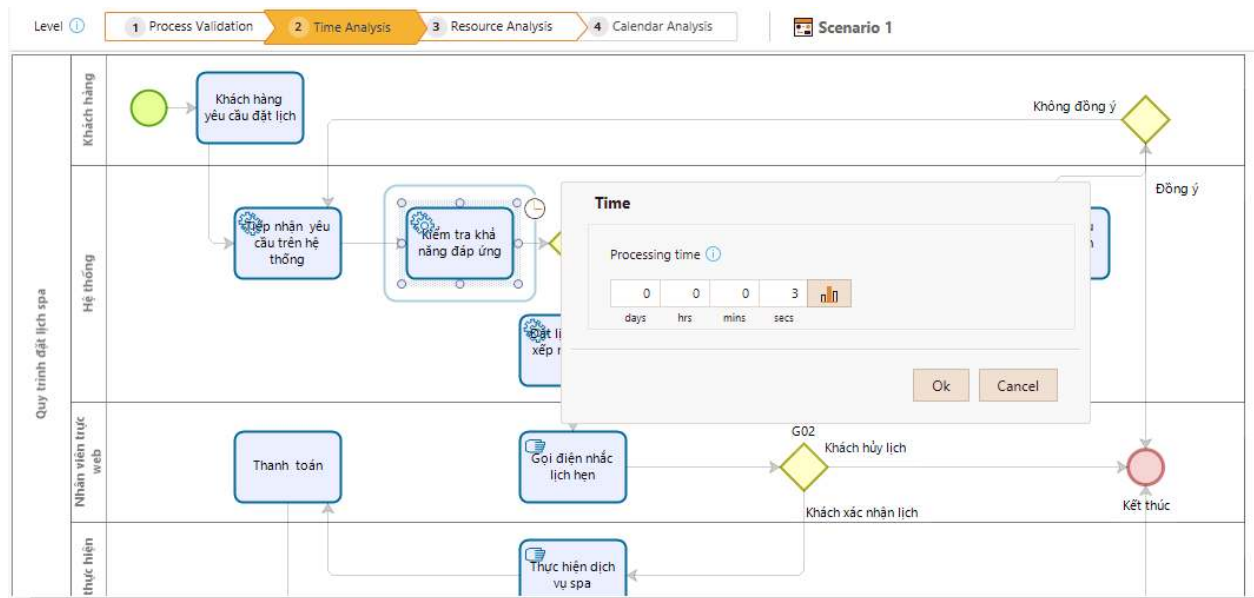 Level
1 Process Validation
2 Time Analysis
3 Resource Analysis
4 Calendar Analysis
Scenario 1
Quy trình đặt lịch spa
Khách hàng
Khách hàng
yêu cầu đặt lịch
Không đồng ý
Hệ thống
Tiếp nhận yêu
cầu trên hệ
thống
Kiểm tra khả
năng đáp ứng
Đồng ý
Time
Processing time
0 0 0 3
days hrs mins secs
Ok
Cancel
Đặt
xếp
Nhân viên trực
web
Thanh toán
Gọi điện nhắc
lịch hẹn
G02
Khách hủy lịch
Khách xác nhận lịch
Kết thúc
thực hiện
Thực hiện dịch
vụ spa